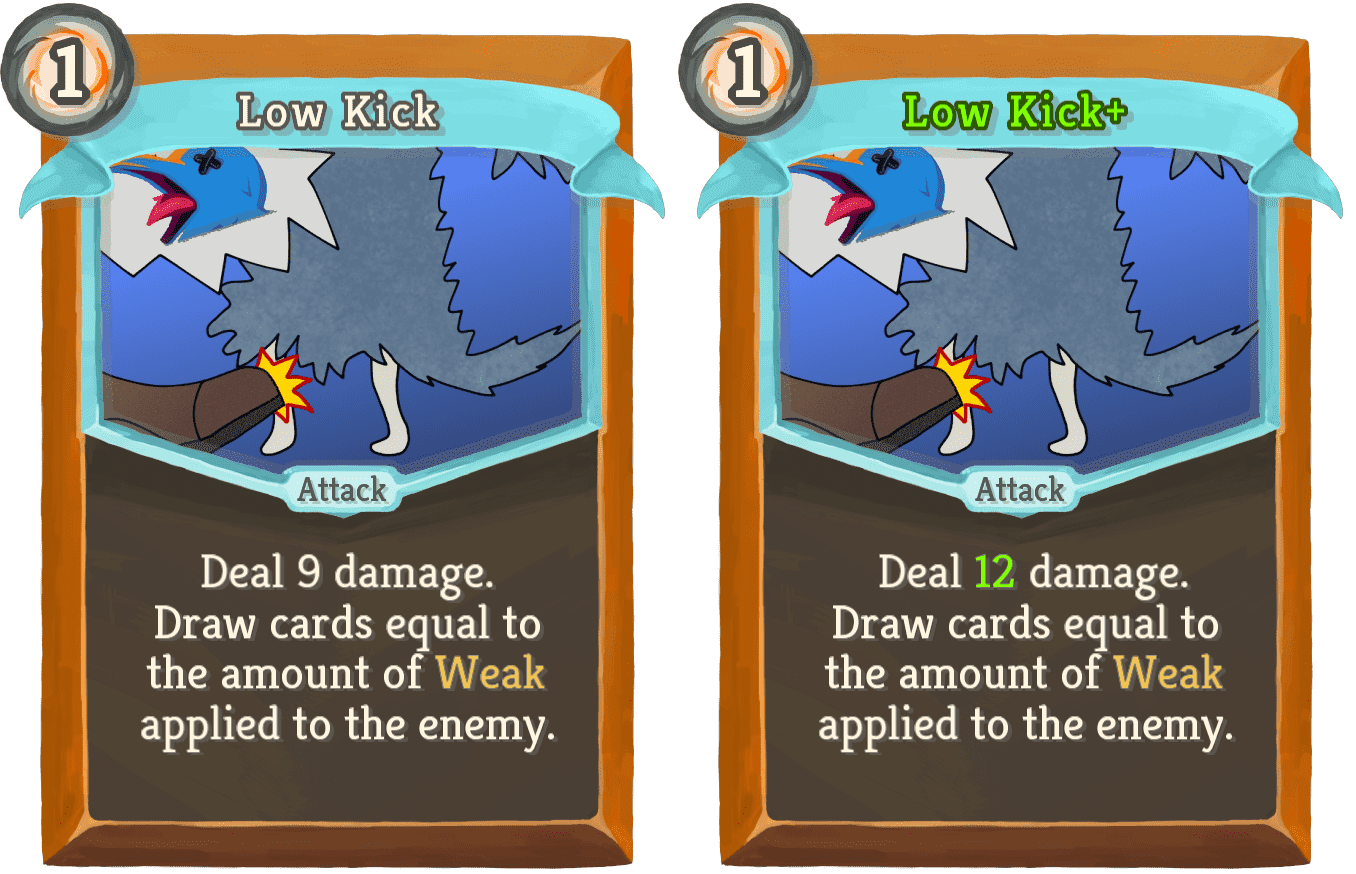 1
Low Kick
Attack
Deal 9 damage.
Draw cards equal to
the amount of Weak
applied to the enemy.
1
Low Kick+
Attack
Deal 12 damage.
Draw cards equal to
the amount of Weak
applied to the enemy.